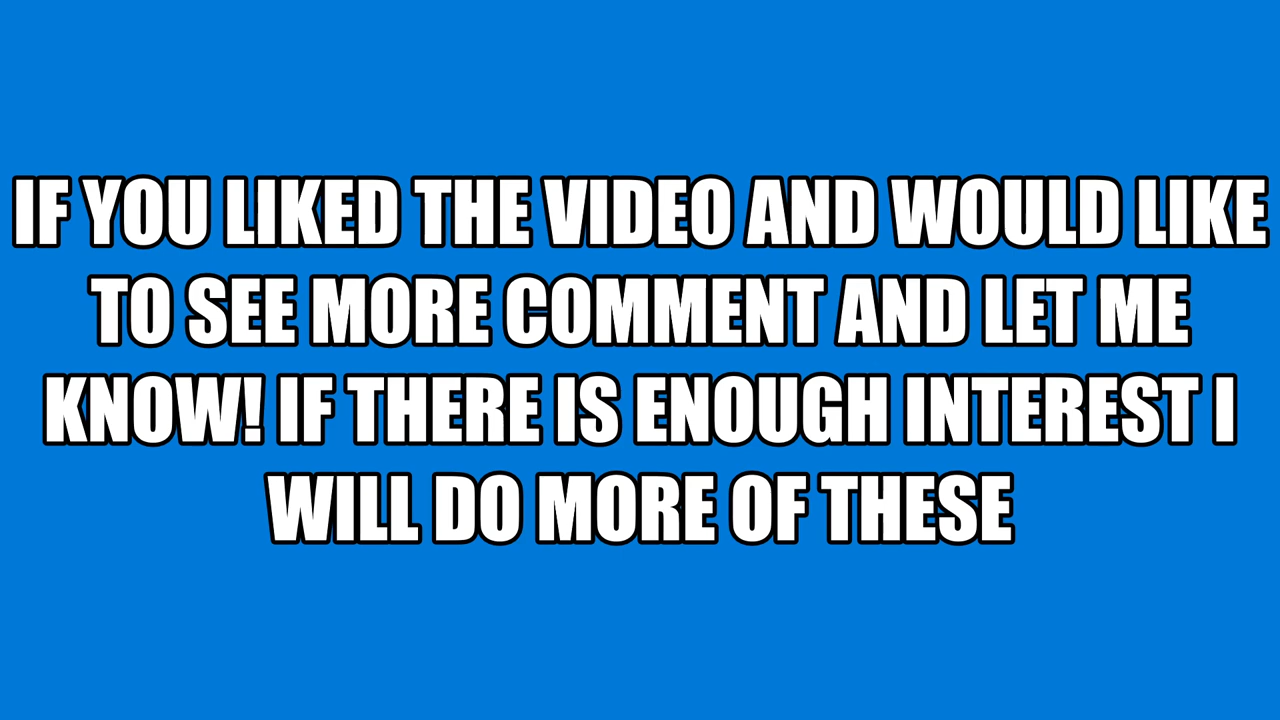 IF YOU LIKED THE VIDEO AND WOULD LIKE
TO SEE MORE COMMENT AND LET ME
KNOW! IF THERE IS ENOUGH INTEREST I
WILL DO MORE OF THESE